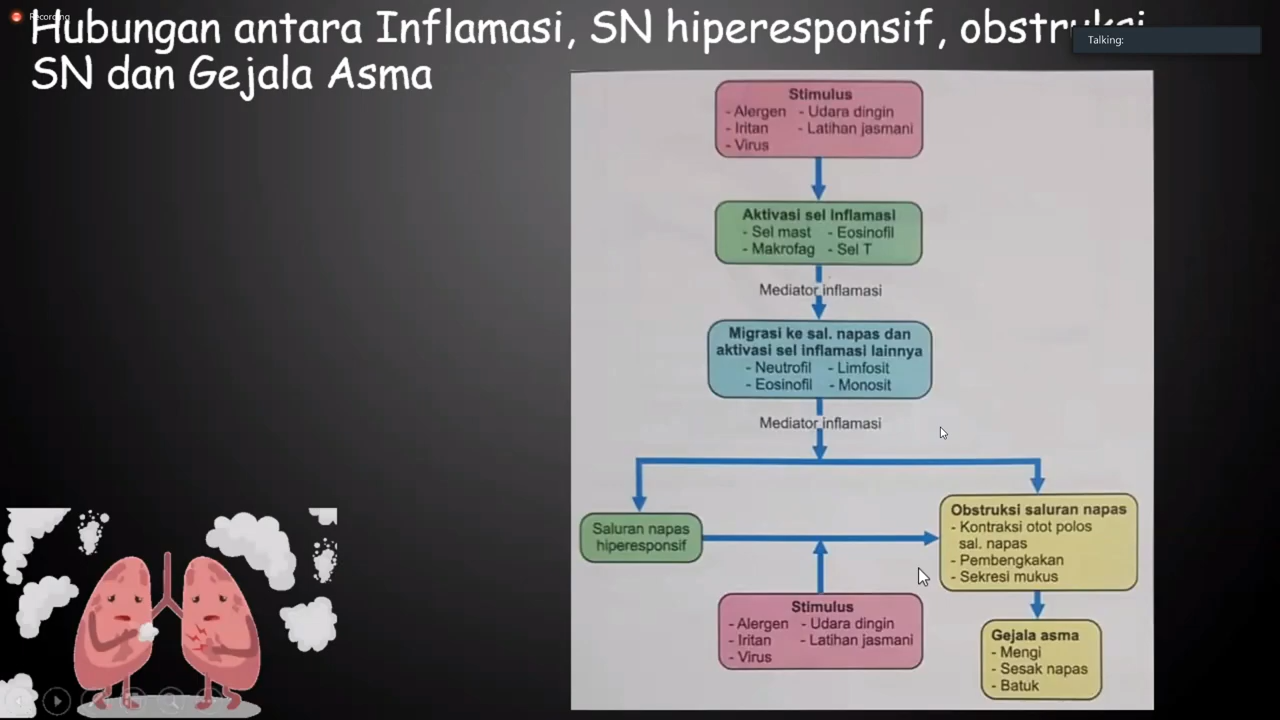 Recording
Hubungan antara Inflamasi, SN hiperesponsif, obstruksi
SN dan Gejala Asma
Talking:
Stimulus
- Alergen - Udara dingin
- Iritan - Latihan jasmani
- Virus
Aktivasi sel Inflamasi
- Sel mast - Eosinofil
- Makrofag - Sel T
Mediator inflamasi
Migrasi ke sal. napas dan
aktivasi sel inflamasi lainnya
- Neutrofil - Limfosit
- Eosinofil - Monosit
Mediator inflamasi
Saluran napas
hiperesponsif
Obstruksi saluran napas
- Kontraksi otot polos
sal. napas
- Pembengkakan
- Sekresi mukus
Stimulus
- Alergen - Udara dingin
- Iritan - Latihan jasmani
- Virus
Gejala asma
- Mengi
- Sesak napas
- Batuk